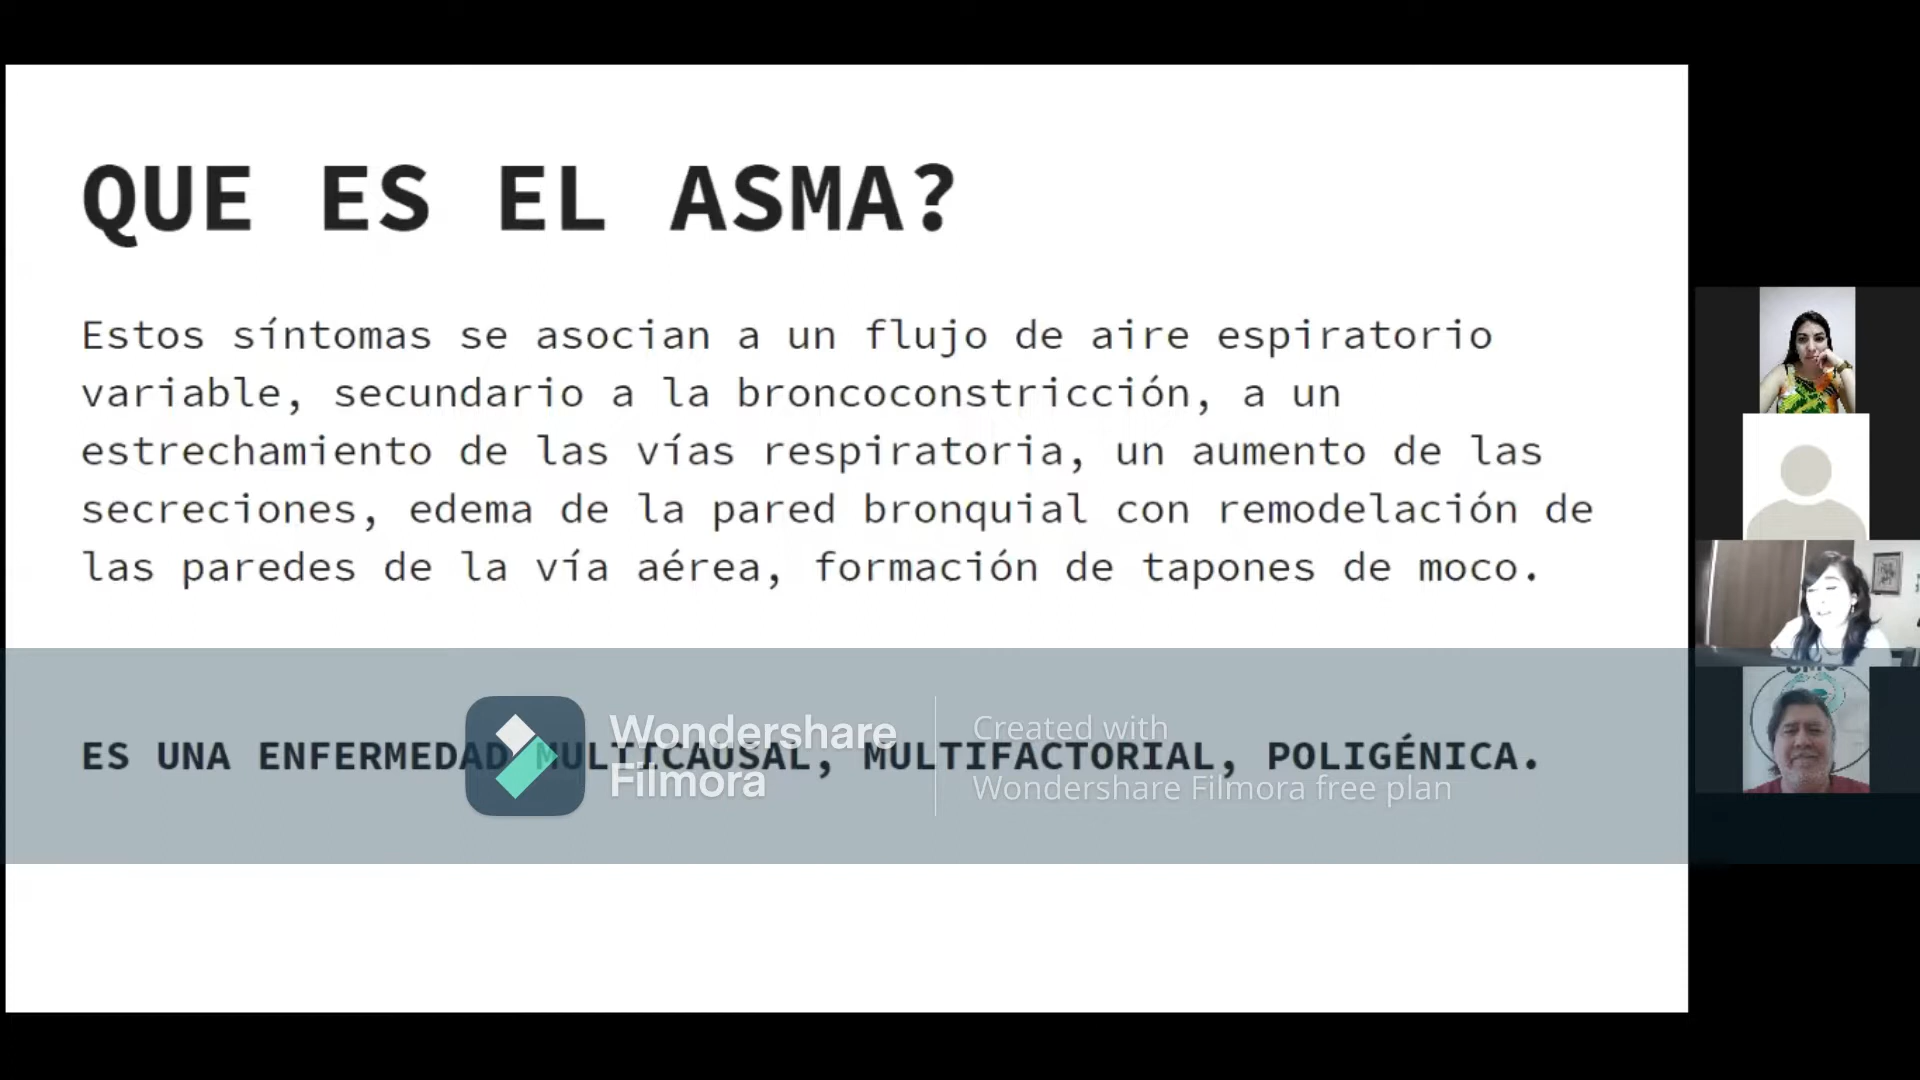 QUE ES EL ASMA?
Estos síntomas se asocian a un flujo de aire espiratorio
variable, secundario a la broncoconstricción, a un
estrechamiento de las vías respiratoria, un aumento de las
secreciones, edema de la pared bronquial con remodelación de
las paredes de la vía aérea, formación de tapones de moco.
ES UNA ENFERMEDAD MULTICAUSAL, MULTIFACTORIAL, POLIGÉNICA.
Wondershare
Filmora
Created with
Wondershare Filmora free plan